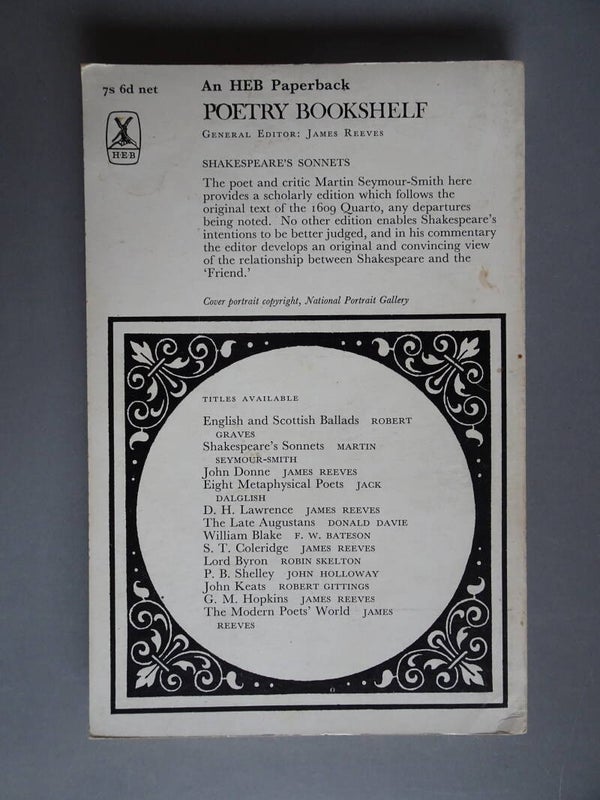 7s 6d net
An HEB Paperback
POETRY BOOKSHELF
GENERAL EDITOR: JAMES REEVES
H·E·B
SHAKESPEARE'S SONNETS
The poet and critic Martin Seymour-Smith here
provides a scholarly edition which follows the
original text of the 1609 Quarto, any departures
being noted. No other edition enables Shakespeare's
intentions to be better judged, and in his commentary
the editor develops an original and convincing view
of the relationship between Shakespeare and the
'Friend.'
Cover portrait copyright, National Portrait Gallery
TITLES AVAILABLE
English and Scottish Ballads ROBERT
GRAVES
Shakespeare's Sonnets MARTIN
SEYMOUR-SMITH
John Donne JAMES REEVES
Eight Metaphysical Poets JACK
DALGLISH
D. H. Lawrence JAMES REEVES
The Late Augustans DONALD DAVIE
William Blake F. W. BATESON
S. T. Coleridge JAMES REEVES
Lord Byron ROBIN SKELTON
P. B. Shelley JOHN HOLLOWAY
John Keats ROBERT GITTINGS
G. M. Hopkins JAMES REEVES
The Modern Poets' World JAMES
REEVES